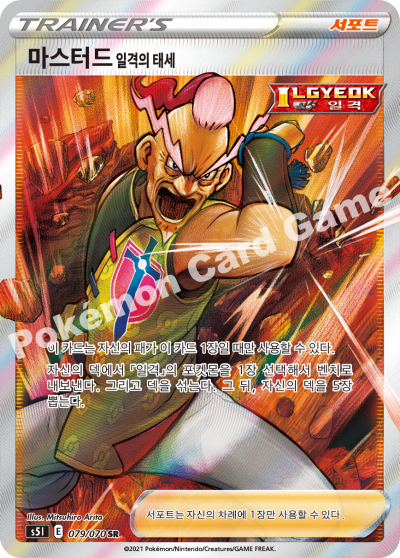 TRAINER'S 서포트
마스터드 일격의 태세
ILGYEOK
일격
Pokémon Card Game
이 카드는 자신의 패가 이 카드 1장일 때만 사용할 수 있다.
자신의 덱에서 「일격」의 포켓몬을 1장 선택해서 벤치로
내보낸다. 그리고 덱을 섞는다. 그 뒤, 자신의 덱을 5장
뽑는다.
Illus. Mitsuhiro Arita
s5I E 079/070 SR
서포트는 자신의 차례에 1장만 사용할 수 있다.
©2021 Pokémon/Nintendo/Creatures/GAME FREAK.